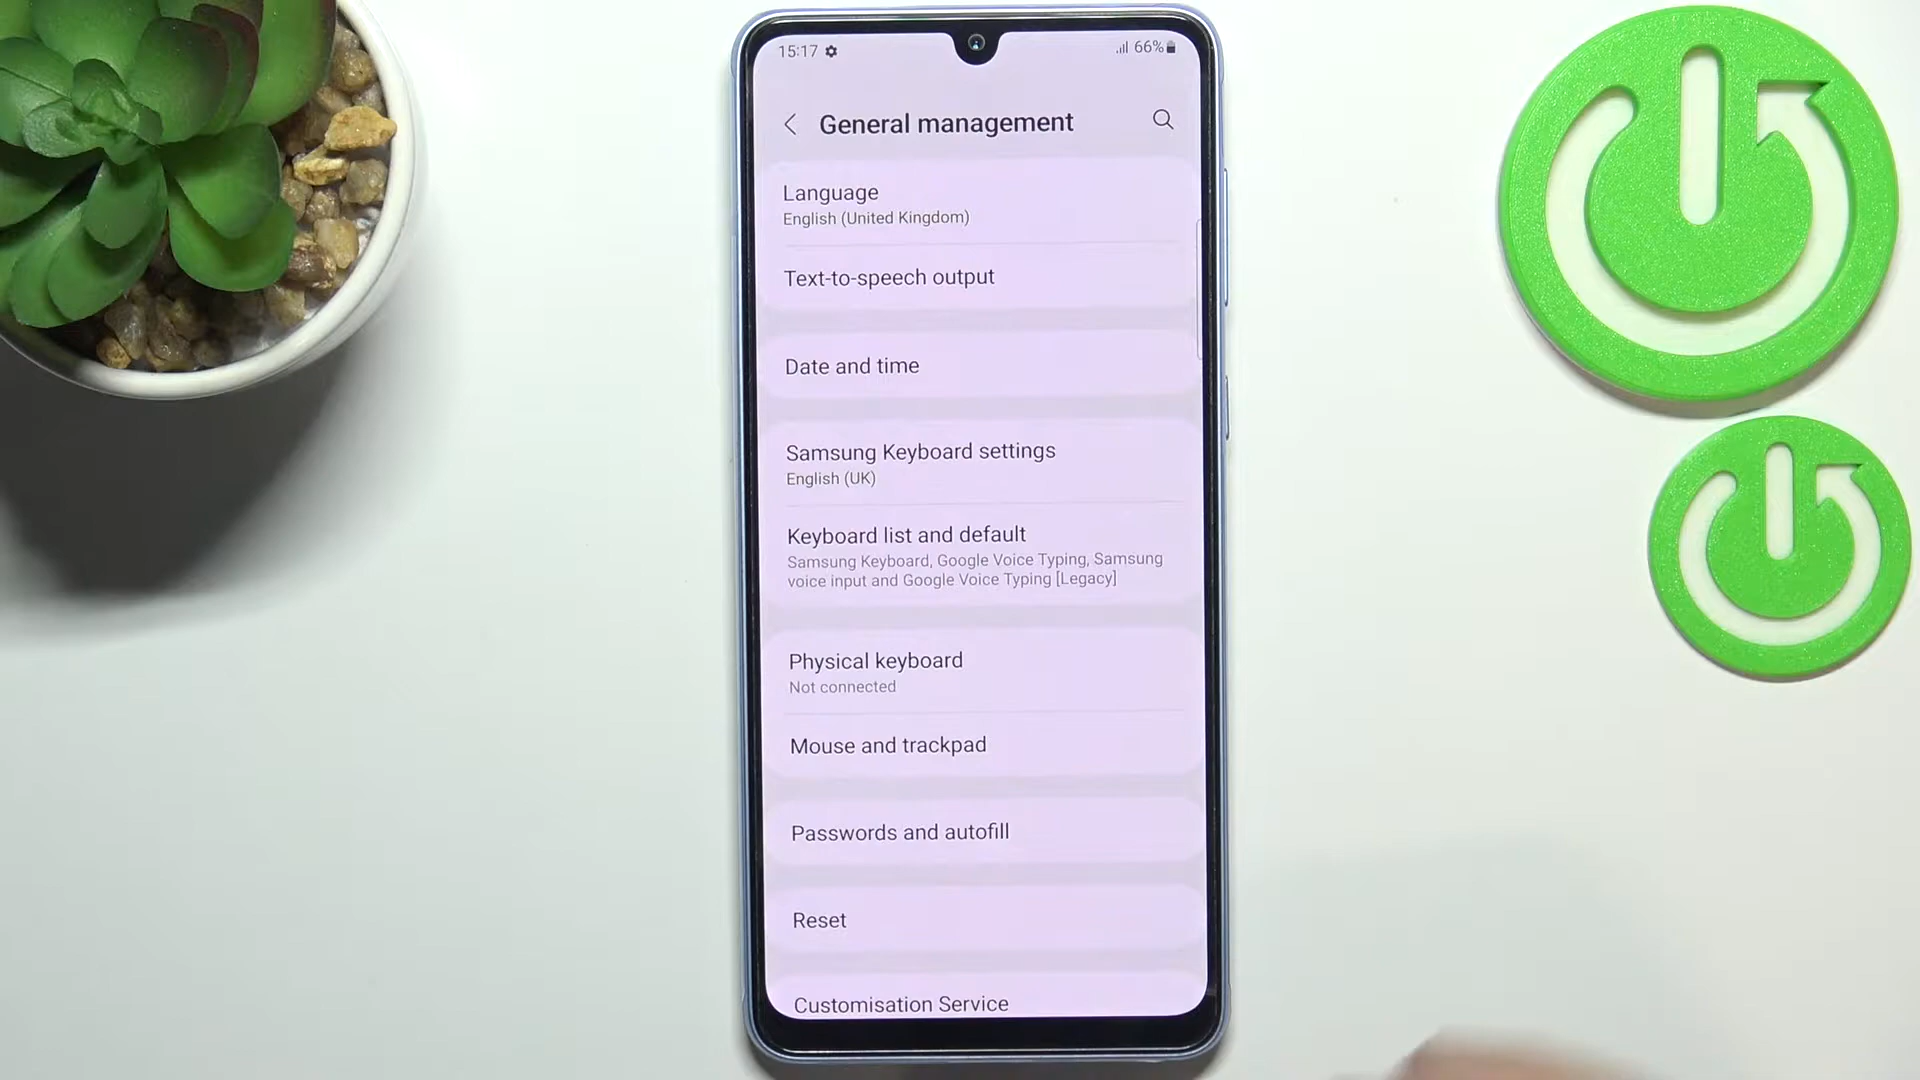 15:17
66%
General management
Language
English (United Kingdom)
Text-to-speech output
Date and time
Samsung Keyboard settings
English (UK)
Keyboard list and default
Samsung Keyboard, Google Voice Typing, Samsung
voice input and Google Voice Typing [Legacy]
Physical keyboard
Not connected
Mouse and trackpad
Passwords and autofill
Reset
Customisation Service